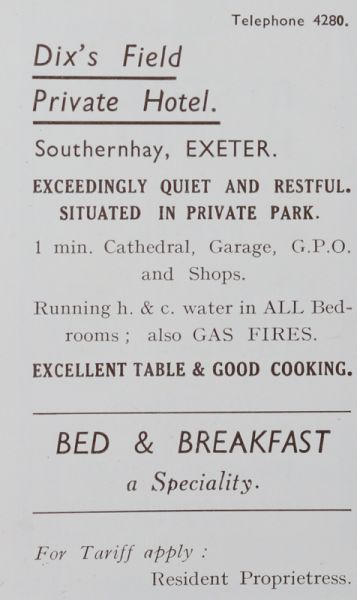 Telephone 4280.
Dix's Field
Private Hotel.
Southernhay, EXETER.
EXCEEDINGLY QUIET AND RESTFUL.
SITUATED IN PRIVATE PARK.
1 min. Cathedral, Garage, G.P.O.
and Shops.
Running h. & c. water in ALL Bed-
rooms; also GAS FIRES.
EXCELLENT TABLE & GOOD COOKING.
BED & BREAKFAST
a Speciality.
For Tariff apply :
Resident Proprietress.